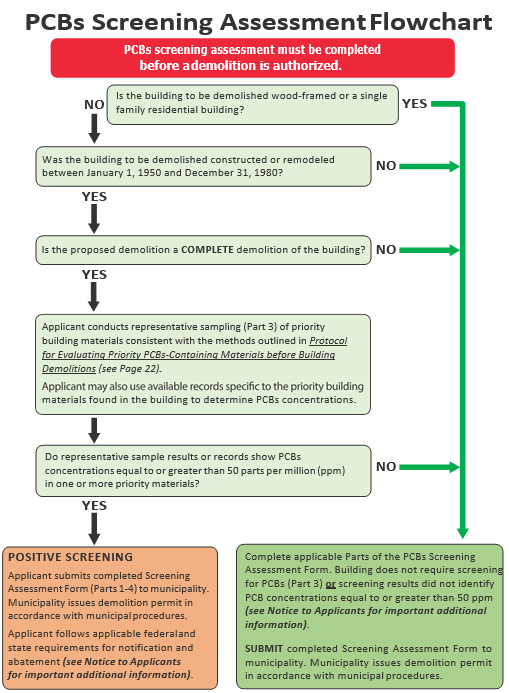 PCBs Screening Assessment Flowchart
PCBs screening assessment must be completed
before a demolition is authorized.
Is the building to be demolished wood-framed or a single
family residential building?
NO
YES
Was the building to be demolished constructed or remodeled
between January 1, 1950 and December 31, 1980?
NO
YES
Is the proposed demolition a COMPLETE demolition of the building?
NO
YES
Applicant conducts representative sampling (Part 3) of priority
building materials consistent with the methods outlined in Protocol
for Evaluating Priority PCBs-Containing Materials before Building
Demolitions (see Page 22).
Applicant may also use available records specific to the priority building
materials found in the building to determine PCBs concentrations.
Do representative sample results or records show PCBs
concentrations equal to or greater than 50 parts per million (ppm)
in one or more priority materials?
NO
YES
POSITIVE SCREENING
Applicant submits completed Screening
Assessment Form (Parts 1-4) to municipality.
Municipality issues demolition permit in
accordance with municipal procedures.
Applicant follows applicable federal and
state requirements for notification and
abatement (see Notice to Applicants
for important additional information).
Complete applicable Parts of the PCBs Screening
Assessment Form. Building does not require screening
for PCBs (Part 3) or screening results did not identify
PCB concentrations equal to or greater than 50 ppm
(see Notice to Applicants for important additional
information).
SUBMIT completed Screening Assessment Form to
municipality. Municipality issues demolition permit
in accordance with municipal procedures.